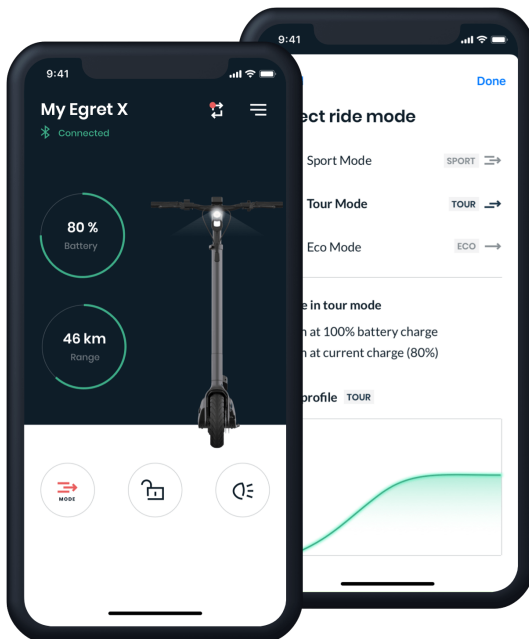 9:41
My Egret X
Connected
80 %
Battery
46 km
Range
MODE
9:41
Done
ect ride mode
Sport Mode SPORT
Tour Mode TOUR
Eco Mode ECO
e in tour mode
n at 100% battery charge
n at current charge (80%)
profile TOUR